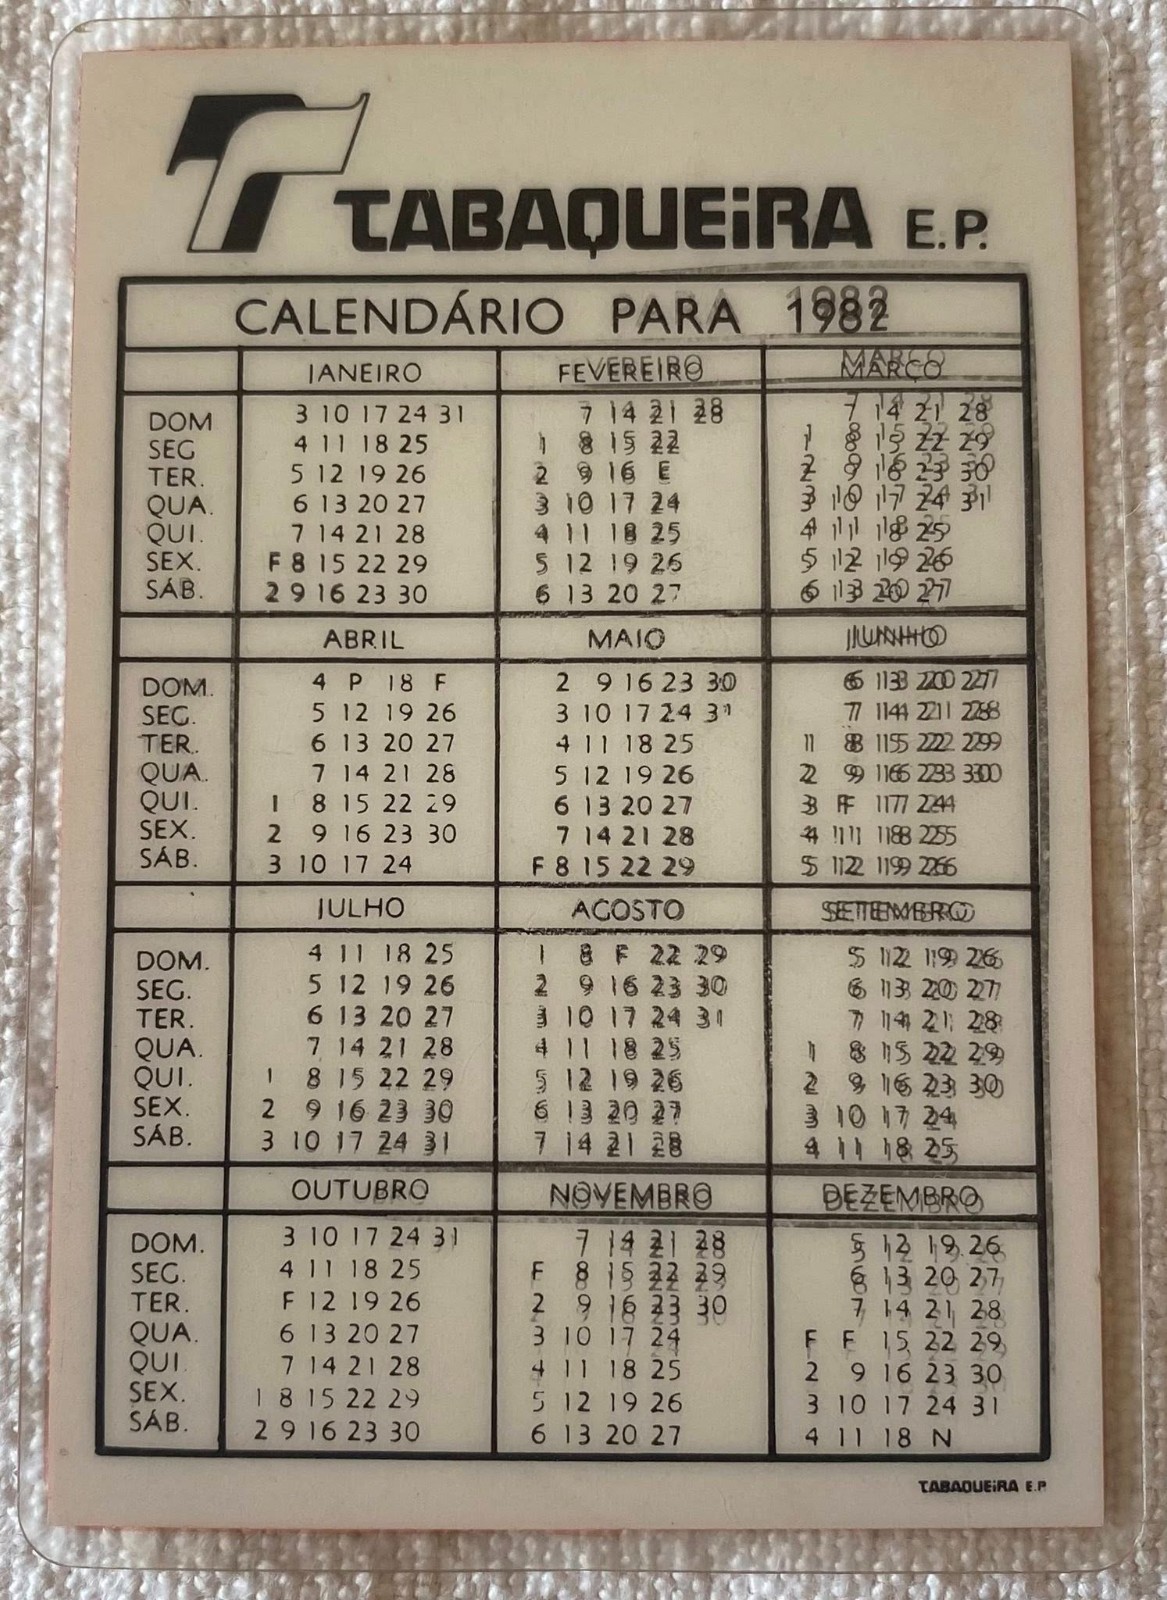 TABAQUEiRA E.P.
CALENDÁRIO PARA 1982
JANEIRO FEVEREIRO MARÇO
DOM 3 10 17 24 31 7 14 21 28 7 14 21 28
SEG 4 11 18 25 1 8 15 22 1 8 15 22 29
TER. 5 12 19 26 2 9 16 E 2 9 16 23 30
QUA. 6 13 20 27 3 10 17 24 3 10 17 24 31
QUI. 7 14 21 28 4 11 18 25 4 11 18 25
SEX. F 8 15 22 29 5 12 19 26 5 12 19 26
SÁB. 2 9 16 23 30 6 13 20 27 6 13 20 27
ABRIL MAIO JUNHO
DOM. 4 P 18 F 2 9 16 23 30 6 13 20 27
SEG. 5 12 19 26 3 10 17 24 31 7 14 21 28
TER. 6 13 20 27 4 11 18 25 1 8 15 22 29
QUA. 7 14 21 28 5 12 19 26 2 9 16 23 30
QUI. 1 8 15 22 29 6 13 20 27 3 F 17 24
SEX. 2 9 16 23 30 7 14 21 28 4 11 18 25
SÁB. 3 10 17 24 F 8 15 22 29 5 12 19 26
JULHO AGOSTO SETEMBRO
DOM. 4 11 18 25 1 8 F 22 29 5 12 19 26
SEG. 5 12 19 26 2 9 16 23 30 6 13 20 27
TER. 6 13 20 27 3 10 17 24 31 7 14 21 28
QUA. 7 14 21 28 4 11 18 25 1 8 15 22 29
QUI. 1 8 15 22 29 5 12 19 26 2 9 16 23 30
SEX. 2 9 16 23 30 6 13 20 27 3 10 17 24
SÁB. 3 10 17 24 31 7 14 21 28 4 11 18 25
OUTUBRO NOVEMBRO DEZEMBRO
DOM. 3 10 17 24 31 7 14 21 28 5 12 19 26
SEG. 4 11 18 25 F 8 15 22 29 6 13 20 27
TER. F 12 19 26 2 9 16 23 30 7 14 21 28
QUA. 6 13 20 27 3 10 17 24 F F 15 22 29
QUI. 7 14 21 28 4 11 18 25 2 9 16 23 30
SEX. 1 8 15 22 29 5 12 19 26 3 10 17 24 31
SÁB. 2 9 16 23 30 6 13 20 27 4 11 18 N
TABAQUEiRA E.P.